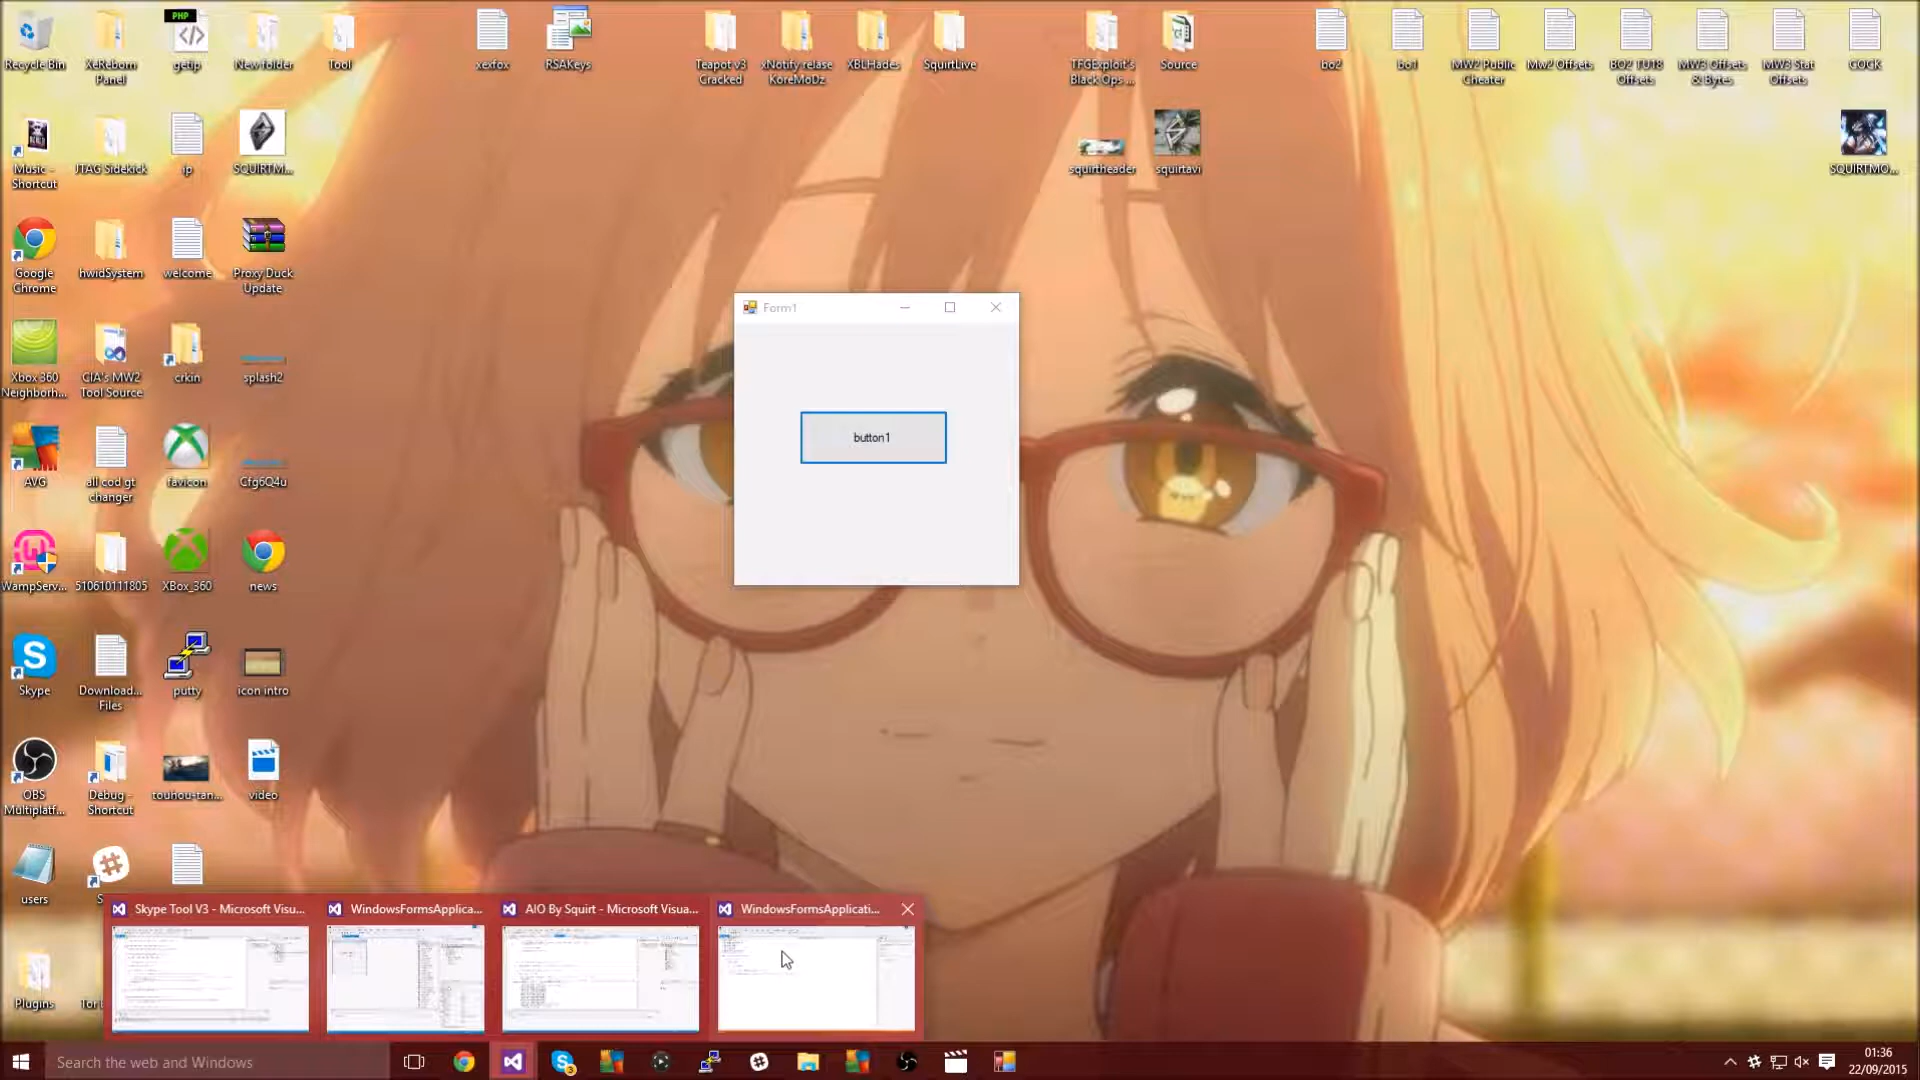 Recycle Bin
XeReborn
Panel
PHP
getip
New folder
Tool
xexfox
RSAKeys
Teapot v3
Cracked
xNotify relase
KoreMoDz
XBLHades
SquirtLive
TFGExploit's
Black Ops ...
Source
bo2
bo1
MW2 Public
Cheater
Mw2 Offsets
BO2 TU18
Offsets
MW3 Offsets
& Bytes
MW3 Stat
Offsets
COCK
Music -
Shortcut
JTAG Sidekick
ip
SQUIRTM...
squirtheader
squirtavi
SQUIRTMO...
Google
Chrome
hwidSystem
welcome
Proxy Duck
Update
Form1
Xbox 360
Neighborh...
CIA's MW2
Tool Source
crkin
splash2
button1
AVG
all cod gt
changer
favicon
Cfg6Q4u
WampServ...
510610111805
XBox_360
news
Skype
Download...
Files
putty
icon intro
OBS
Multiplatf...
Debug -
Shortcut
touhou-tan...
video
users
Plugins
Skype Tool V3 - Microsoft Visu...
WindowsFormsApplica...
AIO By Squirt - Microsoft Visua...
WindowsFormsApplicati...
Search the web and Windows
3
01:36
22/09/2015